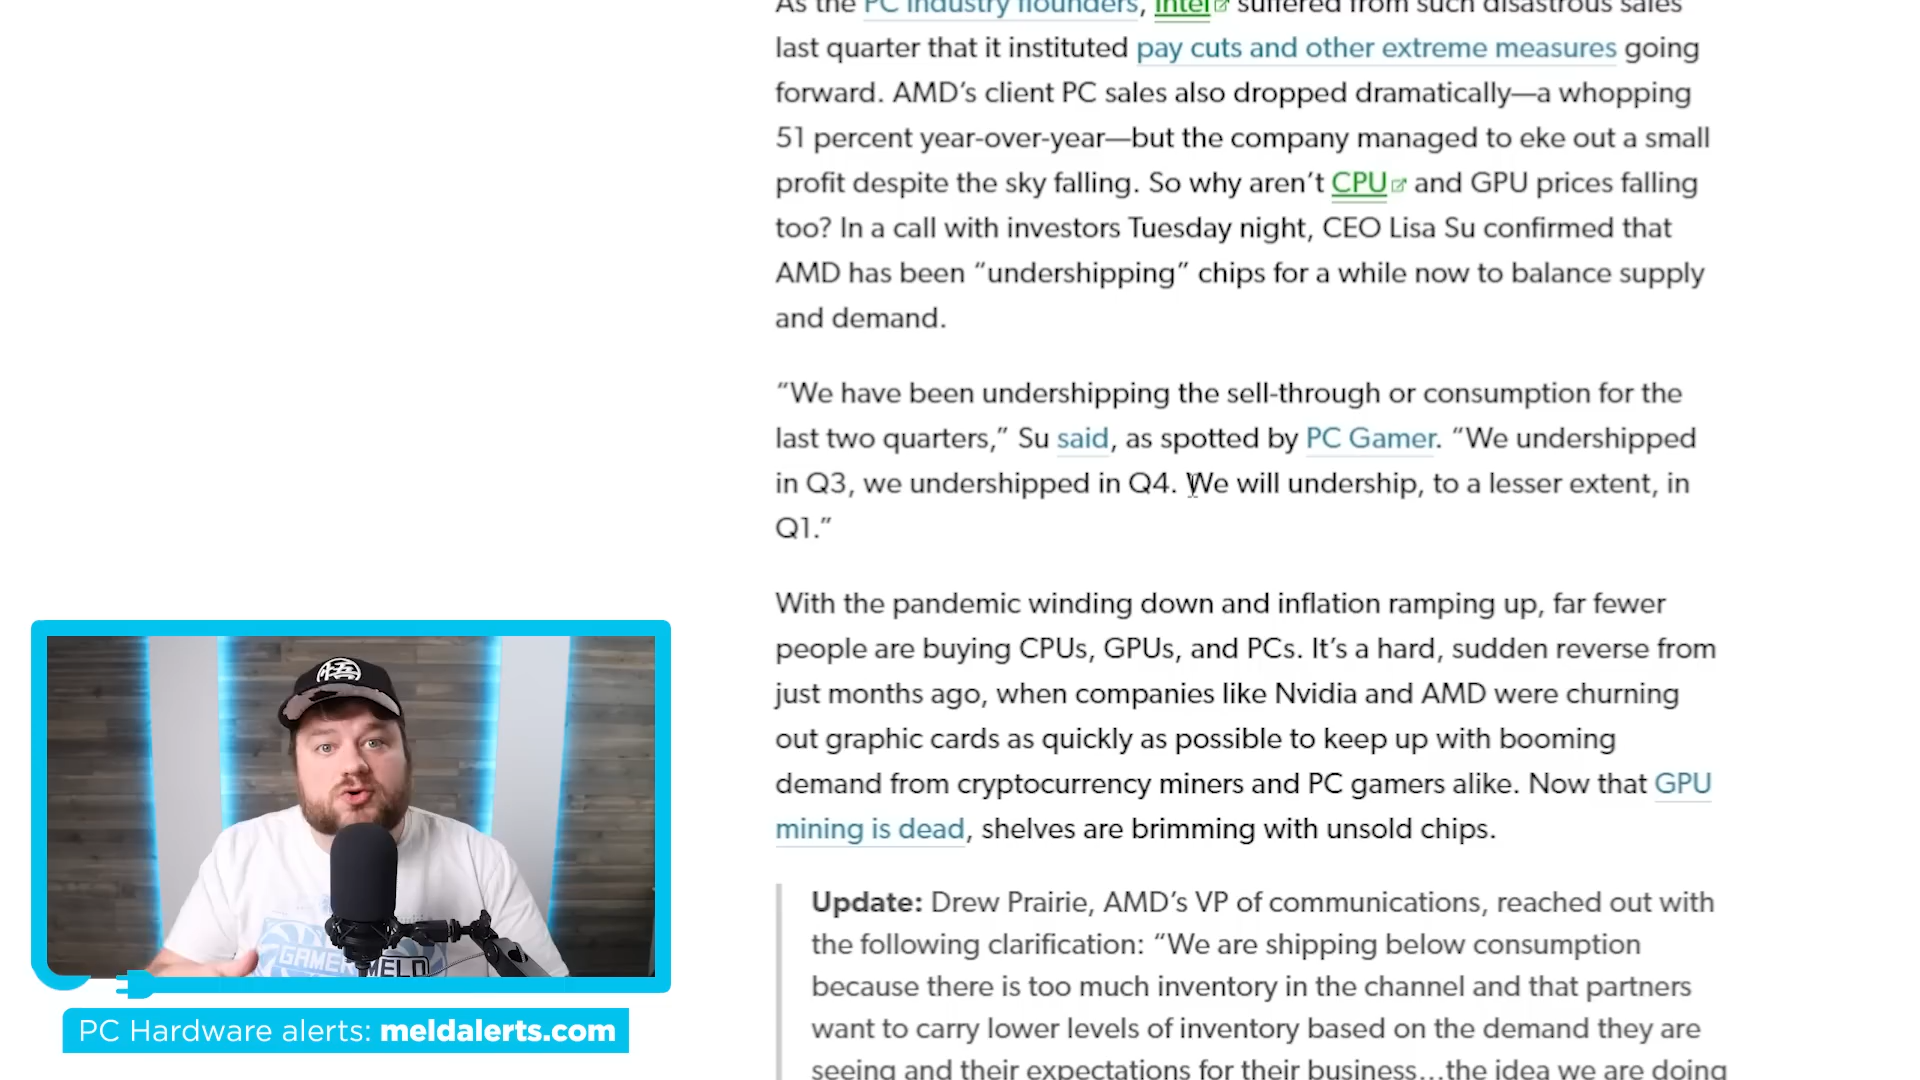 As the PC industry flounders, Intel suffered from such disastrous sales
last quarter that it instituted pay cuts and other extreme measures going
forward. AMD’s client PC sales also dropped dramatically—a whopping
51 percent year-over-year—but the company managed to eke out a small
profit despite the sky falling. So why aren’t CPU and GPU prices falling
too? In a call with investors Tuesday night, CEO Lisa Su confirmed that
AMD has been “undershipping” chips for a while now to balance supply
and demand.
“We have been undershipping the sell-through or consumption for the
last two quarters,” Su said, as spotted by PC Gamer. “We undershipped
in Q3, we undershipped in Q4. We will undership, to a lesser extent, in
Q1.”
With the pandemic winding down and inflation ramping up, far fewer
people are buying CPUs, GPUs, and PCs. It’s a hard, sudden reverse from
just months ago, when companies like Nvidia and AMD were churning
out graphic cards as quickly as possible to keep up with booming
demand from cryptocurrency miners and PC gamers alike. Now that GPU
mining is dead, shelves are brimming with unsold chips.
Update: Drew Prairie, AMD’s VP of communications, reached out with
the following clarification: “We are shipping below consumption
because there is too much inventory in the channel and that partners
want to carry lower levels of inventory based on the demand they are
seeing and their expectations for their business…the idea we are doing
GAMER MELD
PC Hardware alerts: meldalerts.com